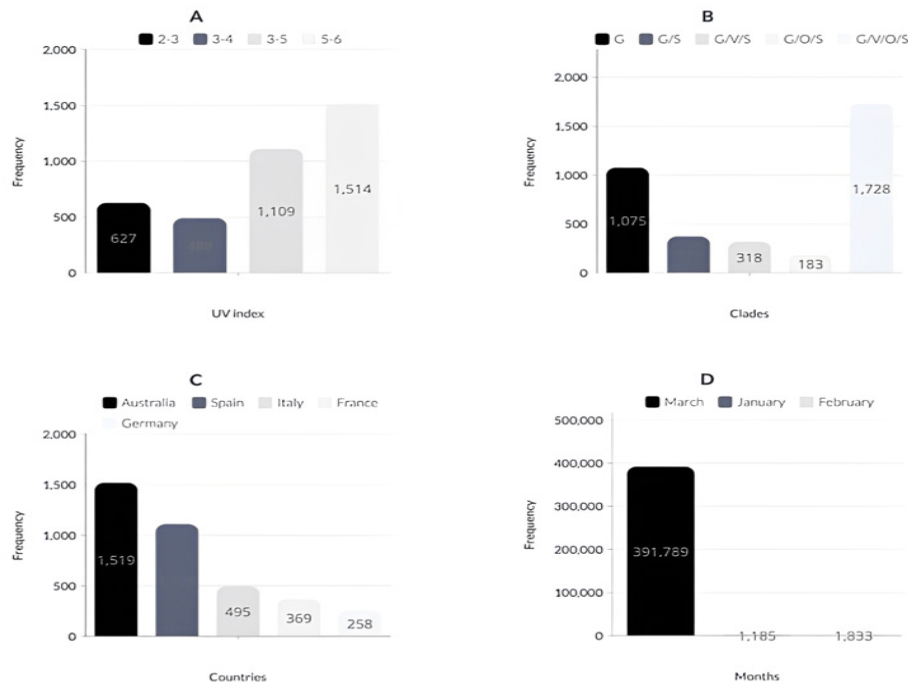 A
2-3 3-4 3-5 5-6
2,000
1,500
1,000
500
0
Frequency
627
1,109
1,514
UV index
B
G G/S G/V/S G/O/S G/V/O/S
2,000
1,500
1,000
500
0
Frequency
1,075
318
183
1,728
Clades
C
Australia Spain Italy France
Germany
2,000
1,500
1,000
500
0
Frequency
1,519
495
369
258
Countries
D
March January February
500,000
400,000
300,000
200,000
100,000
0
Frequency
391,789
1,185
1,833
Months